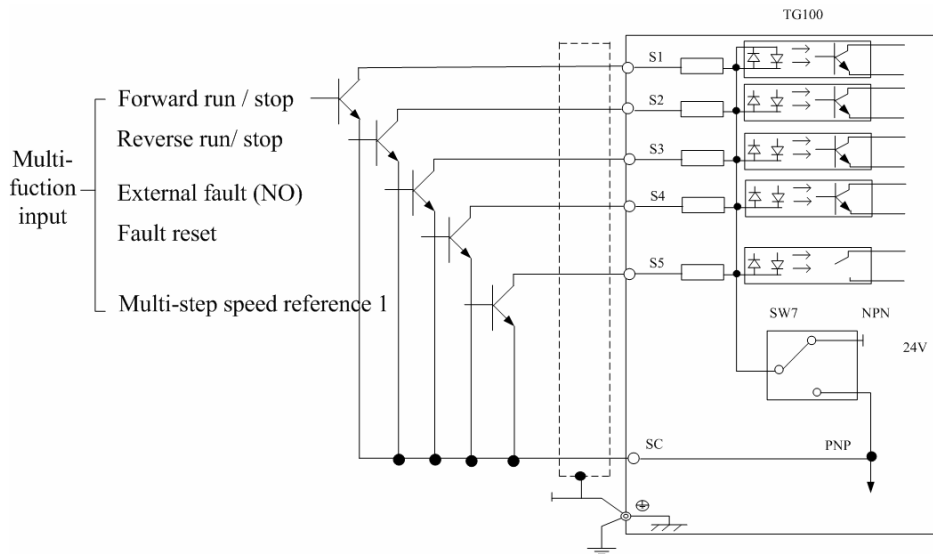 TG100
S1
Forward run / stop
S2
Reverse run/ stop
S3
Multi-
fuction
input
External fault (NO)
S4
Fault reset
S5
Multi-step speed reference 1
SW7 NPN
24V
SC PNP